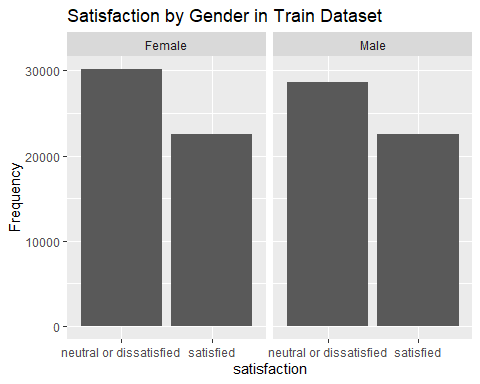 Satisfaction by Gender in Train Dataset
Female
Male
30000
20000
10000
0
Frequency
neutral or dissatisfied
satisfied
neutral or dissatisfied
satisfied
satisfaction